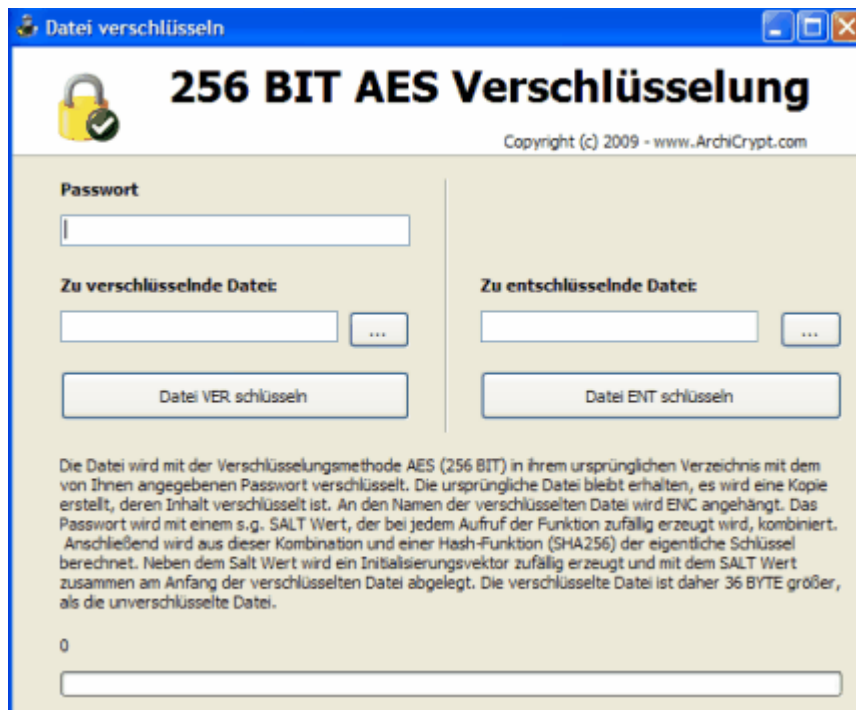 Datei verschlüsseln
256 BIT AES Verschlüsselung
Copyright (c) 2009 - www.ArchiCrypt.com
Passwort
Zu verschlüsselnde Datei:
...
Datei VER schlüsseln
Zu entschlüsselnde Datei:
...
Datei ENT schlüsseln
Die Datei wird mit der Verschlüsselungsmethode AES (256 BIT) in ihrem ursprünglichen Verzeichnis mit dem
von Ihnen angegebenen Passwort verschlüsselt. Die ursprüngliche Datei bleibt erhalten, es wird eine Kopie
erstellt, deren Inhalt verschlüsselt ist. An den Namen der verschlüsselten Datei wird ENC angehängt. Das
Passwort wird mit einem s.g. SALT Wert, der bei jedem Aufruf der Funktion zufällig erzeugt wird, kombiniert.
Anschließend wird aus dieser Kombination und einer Hash-Funktion (SHA256) der eigentliche Schlüssel
berechnet. Neben dem Salt Wert wird ein Initialisierungsvektor zufällig erzeugt und mit dem SALT Wert
zusammen am Anfang der verschlüsselten Datei abgelegt. Die verschlüsselte Datei ist daher 36 BYTE größer,
als die unverschlüsselte Datei.
0